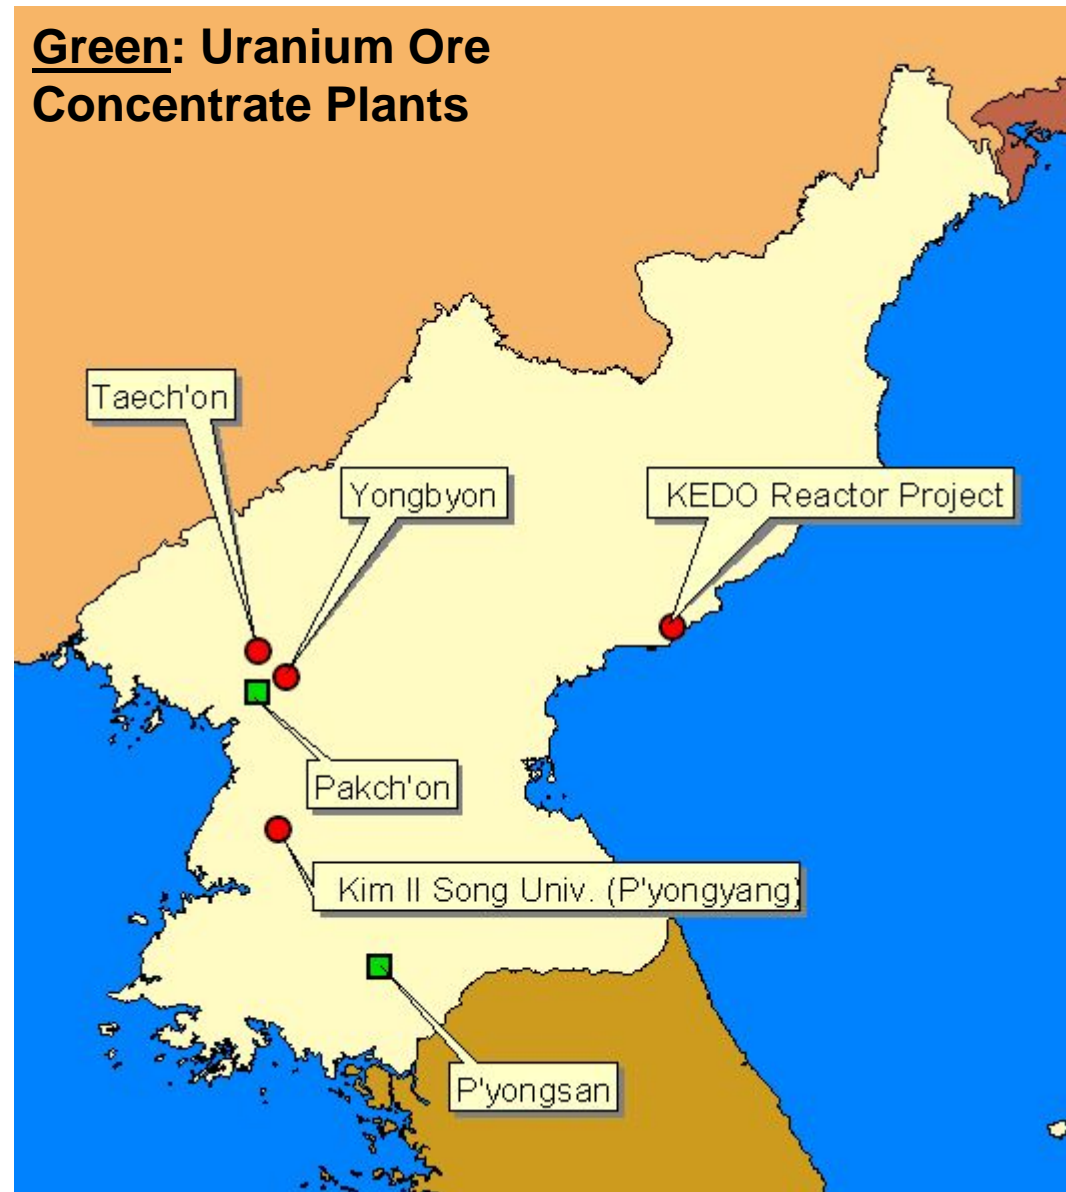 Green: Uranium Ore
Concentrate Plants
Taech'on
Yongbyon
KEDO Reactor Project
Pakch'on
Kim Il Song Univ. (P'yongyang)
P'yongsan